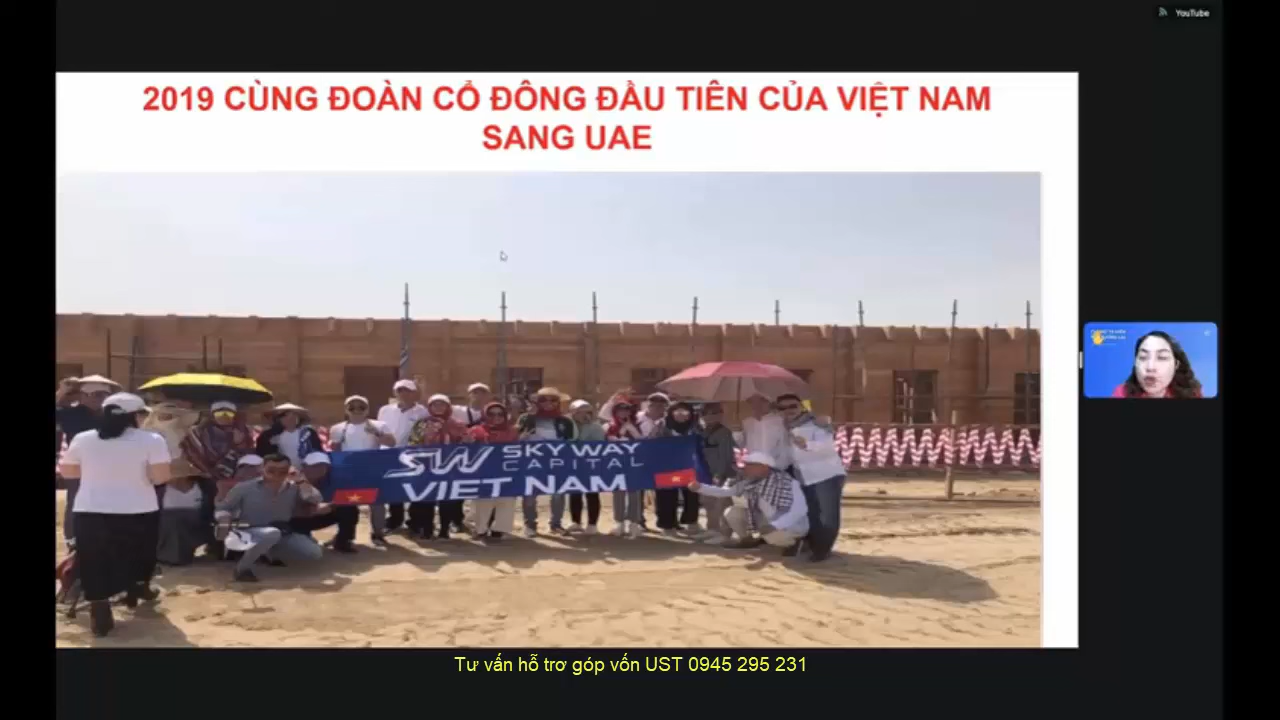 YouTube
2019 CÙNG ĐOÀN CỔ ĐÔNG ĐẦU TIÊN CỦA VIỆT NAM
SANG UAE
SW SKY WAY
CAPITAL
VIET NAM
Tư vấn hỗ trơ góp vốn UST 0945 295 231